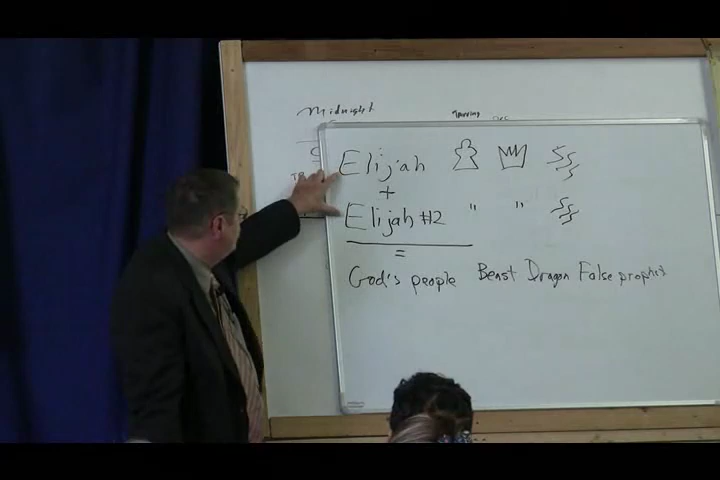 Midnight
Elijah
+
Elijah #2 " "
=
God's people Beast Dragon False prophet